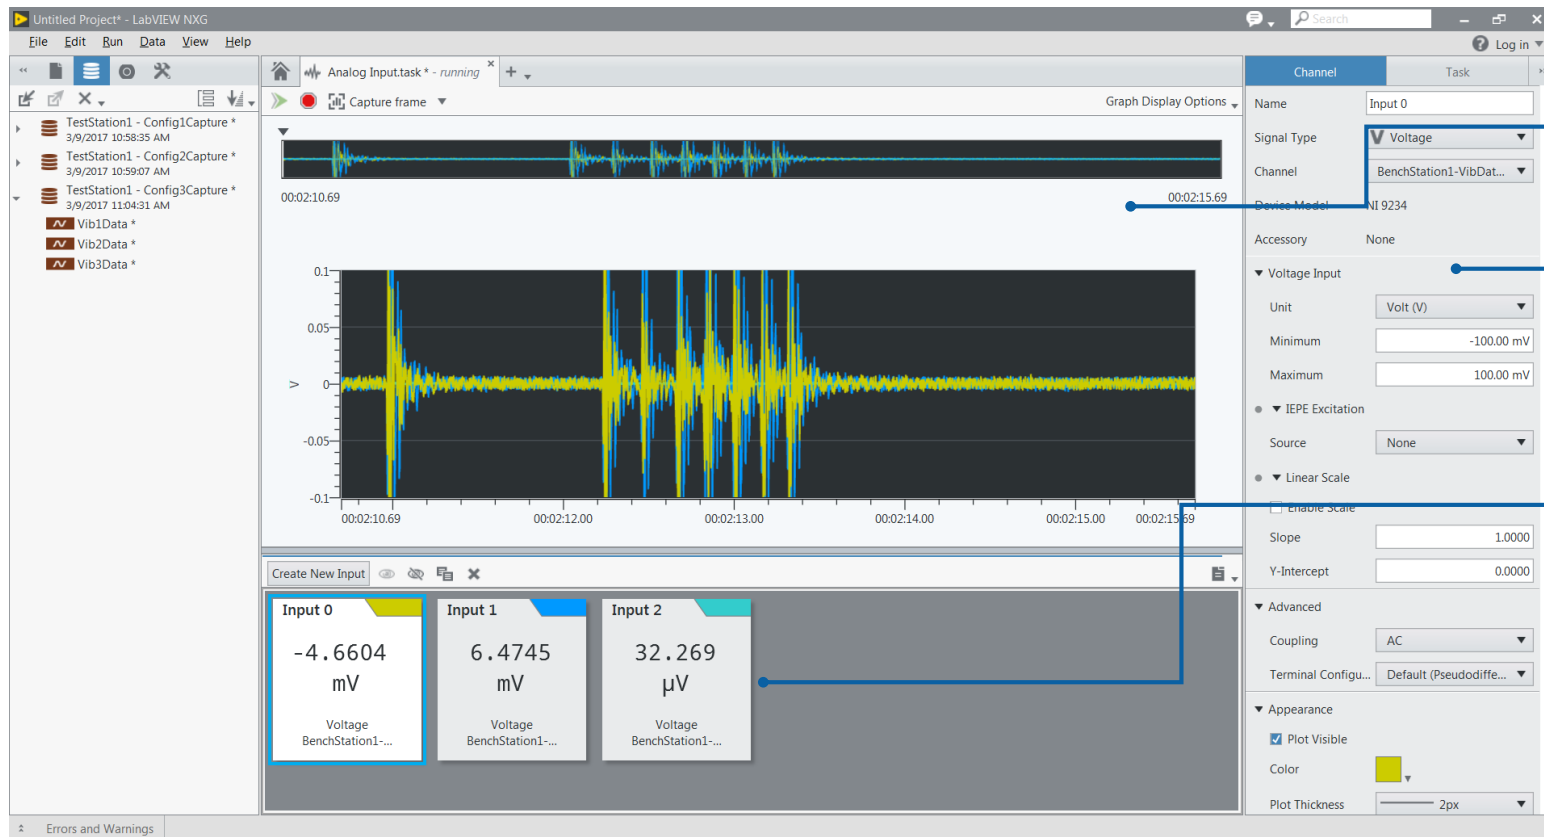 Untitled Project* - LabVIEW NXG
Search
File Edit Run Data View Help
Log in
Analog Input.task * - running
Capture frame
Graph Display Options
TestStation1 - Config1Capture *
3/9/2017 10:58:35 AM
TestStation1 - Config2Capture *
3/9/2017 10:59:07 AM
TestStation1 - Config3Capture *
3/9/2017 11:04:31 AM
Vib1Data *
Vib2Data *
Vib3Data *
00:02:10.69 00:02:15.69
0.1
0.05
0
-0.05
-0.1
V
00:02:10.69 00:02:12.00 00:02:13.00 00:02:14.00 00:02:15.00 00:02:15.69
Create New Input
Input 0
-4.6604
mV
Voltage
BenchStation1-...
Input 1
6.4745
mV
Voltage
BenchStation1-...
Input 2
32.269
µV
Voltage
BenchStation1-...
Channel Task
Name Input 0
Signal Type Voltage
Channel BenchStation1-VibDat...
Device Model NI 9234
Accessory None
Voltage Input
Unit Volt (V)
Minimum -100.00 mV
Maximum 100.00 mV
IEPE Excitation
Source None
Linear Scale
Enable Scale
Slope 1.0000
Y-Intercept 0.0000
Advanced
Coupling AC
Terminal Configu... Default (Pseudodiffe...
Appearance
Plot Visible
Color
Plot Thickness 2px
Errors and Warnings